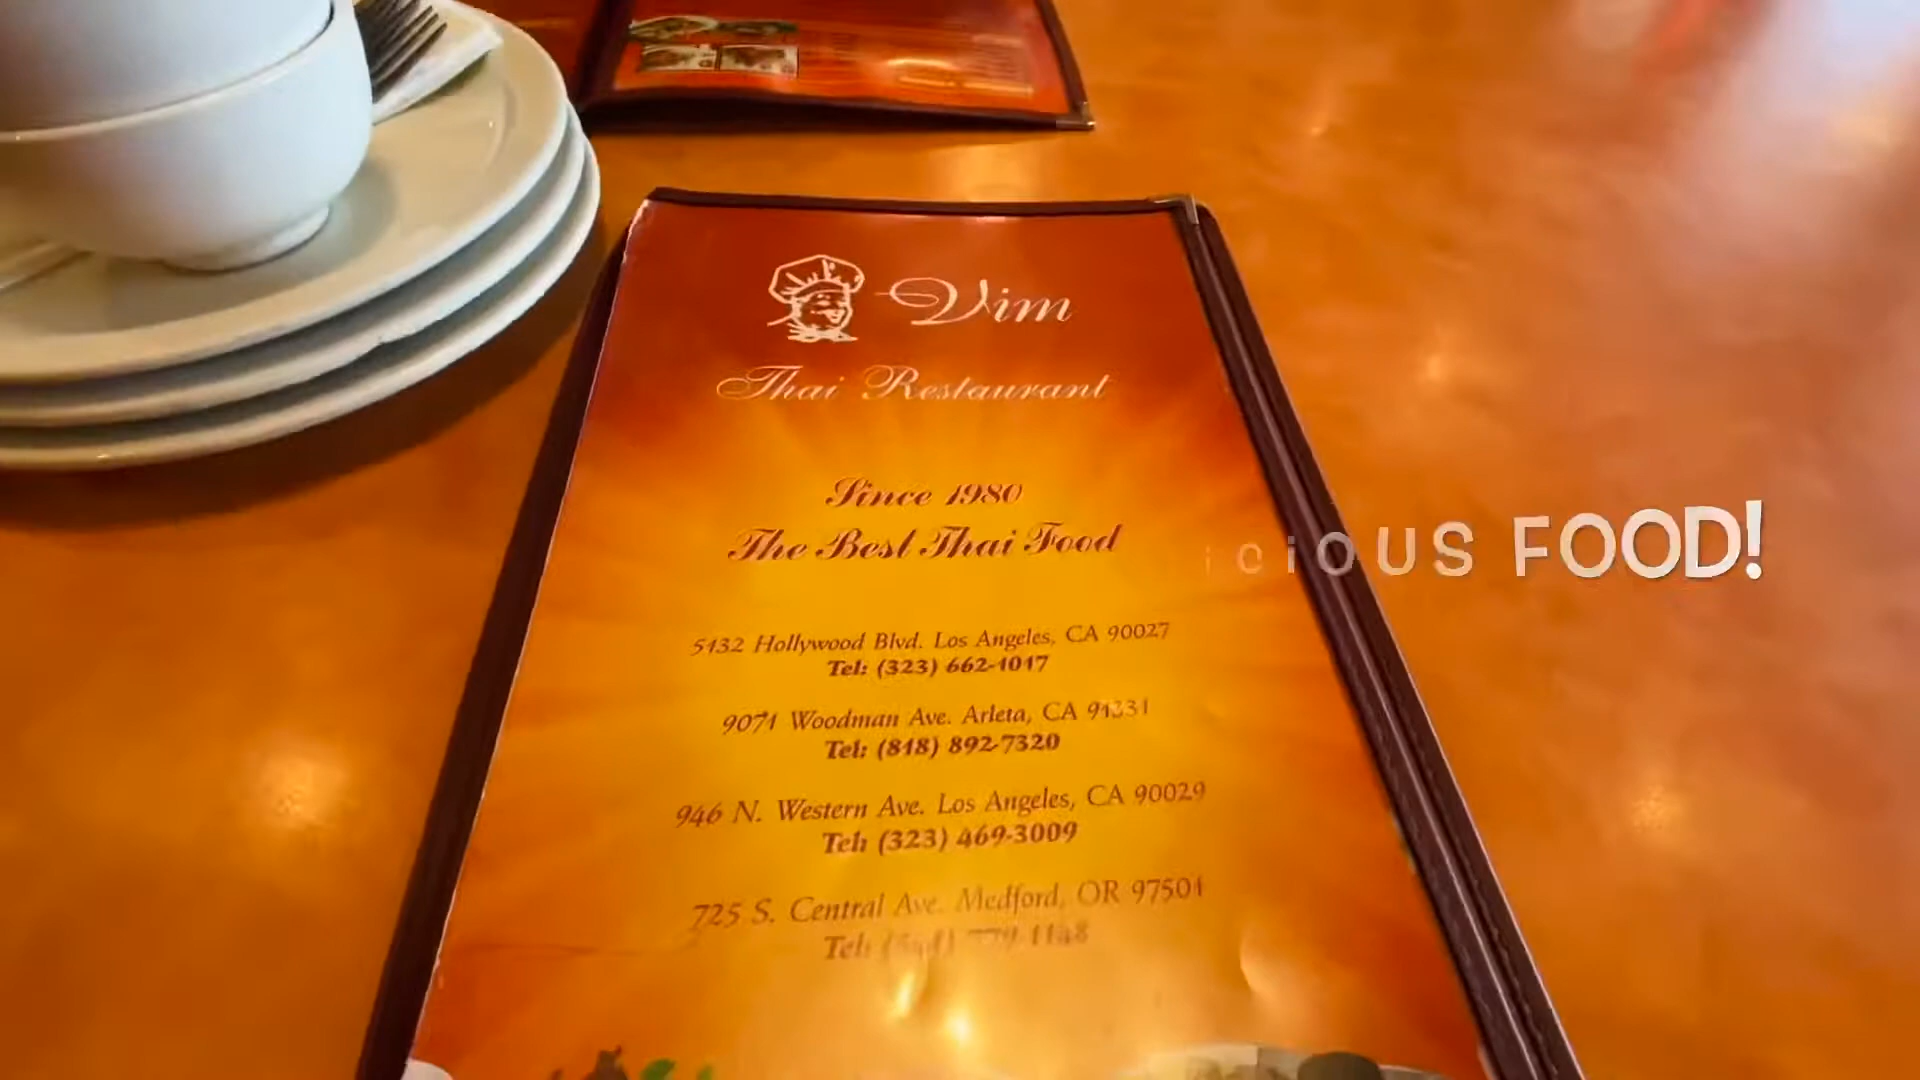 Vim
Thai Restaurant
Since 1980
The Best Thai Food
icious FOOD!
5132 Hollywood Blvd. Los Angeles, CA 90027
Tel: (323) 662-1017
9071 Woodman Ave. Arleta, CA 91331
Tel: (818) 892-7320
946 N. Western Ave. Los Angeles, CA 90029
Tel: (323) 469-3009
725 S. Central Ave. Medford, OR 97501
Tel: